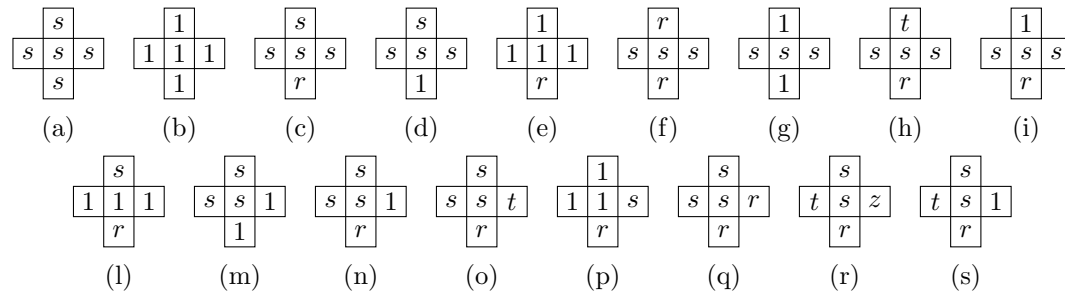 s 1 s s 1 r 1 t 1
s s s 1 1 1 s s s s s s 1 1 1 s s s s s s s s s s s s
s 1 r 1 r r 1 r r
(a) (b) (c) (d) (e) (f) (g) (h) (i)
s s s s 1 s s s
1 1 1 s s 1 s s 1 s s t 1 1 s s s r t s z t s 1
r 1 r r r r r r
(l) (m) (n) (o) (p) (q) (r) (s)